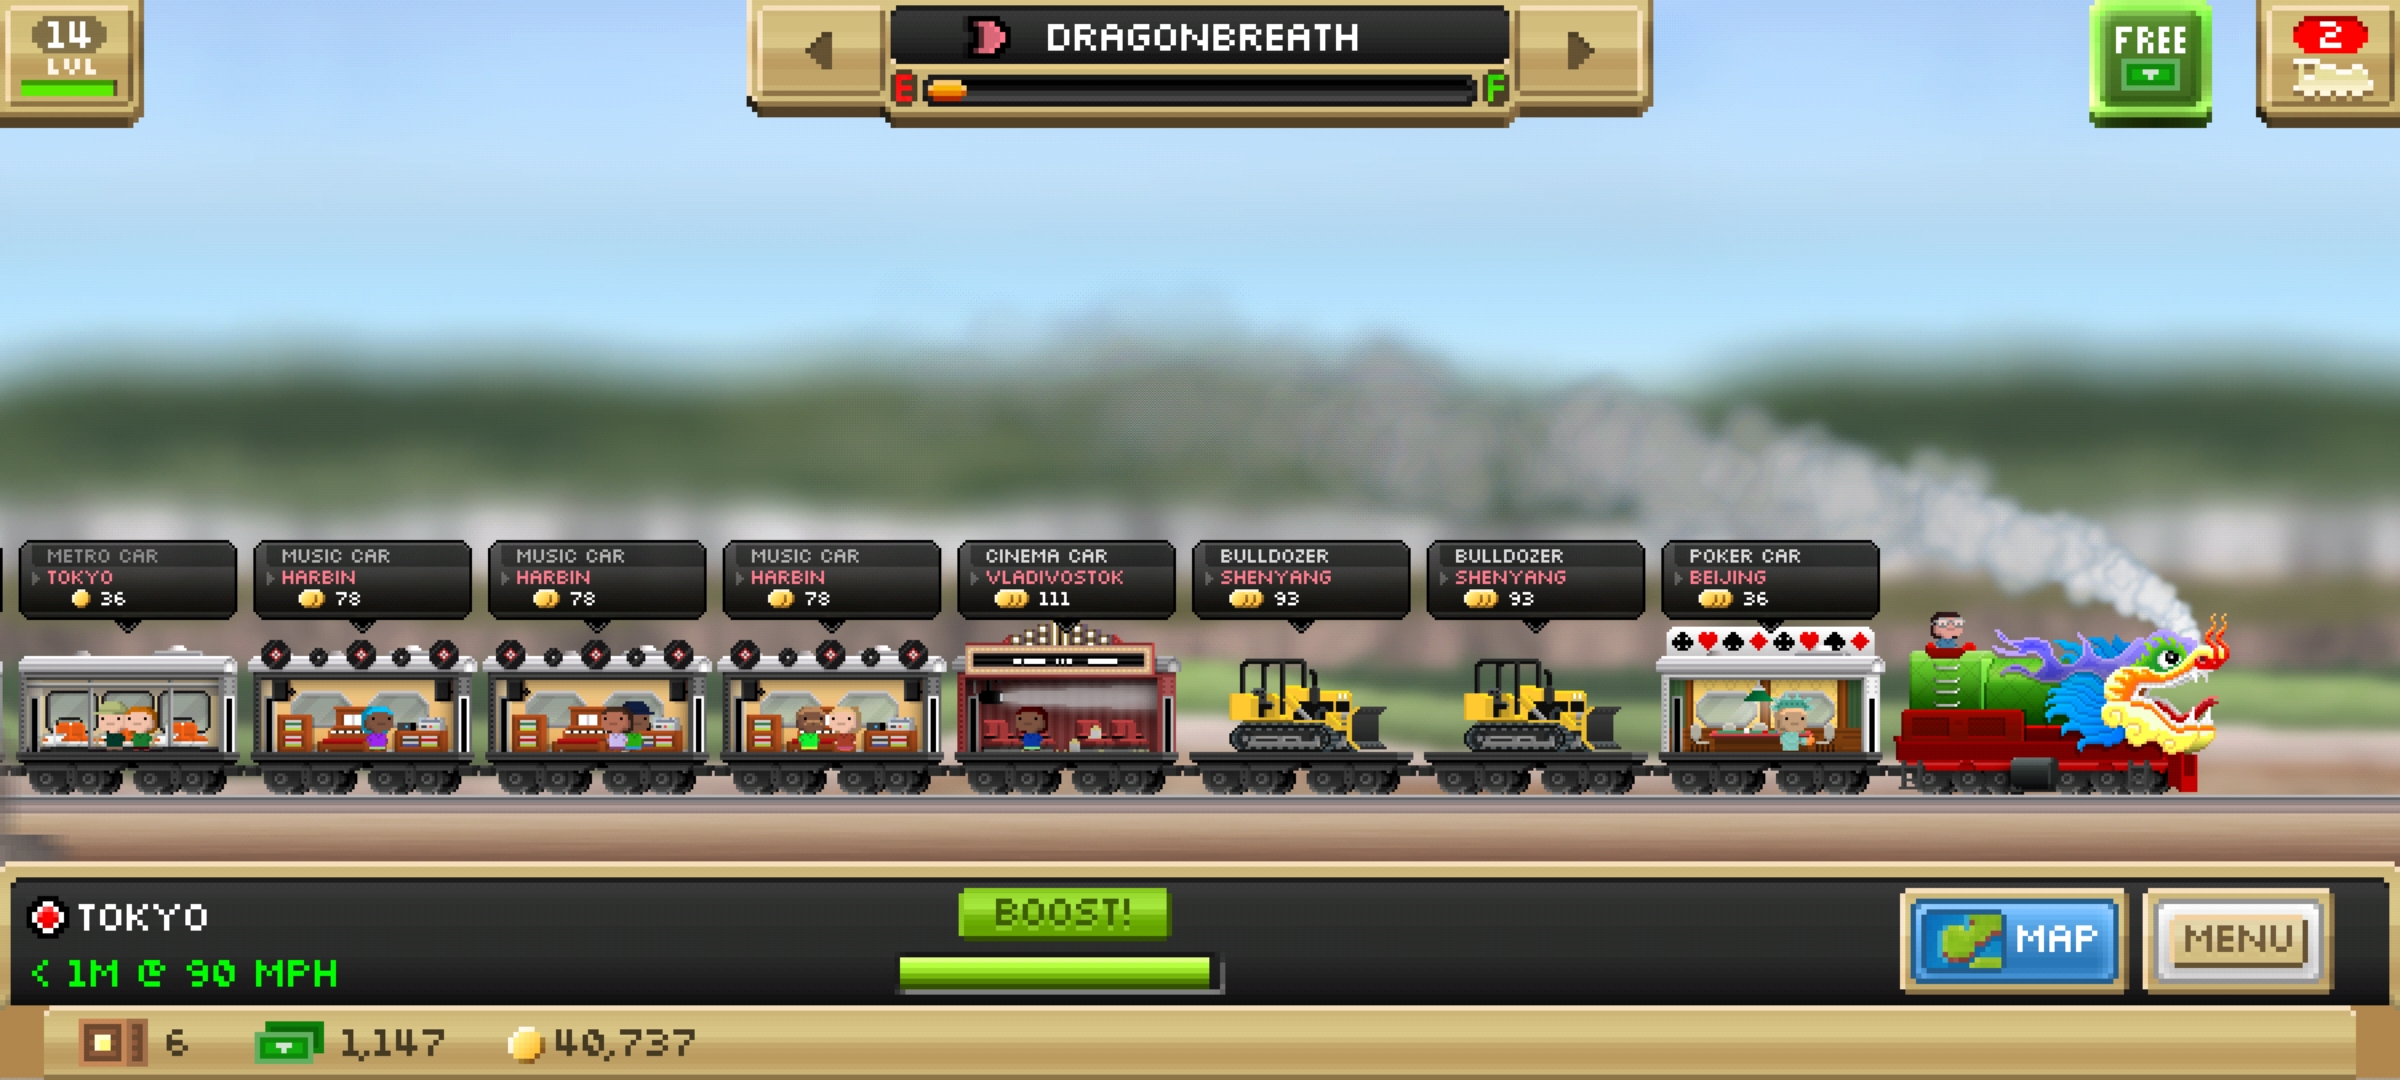 14
LVL
DRAGONBREATH
E
F
FREE
2
METRO CAR
TOKYO
36
MUSIC CAR
HARBIN
78
MUSIC CAR
HARBIN
78
MUSIC CAR
HARBIN
78
CINEMA CAR
VLADIVOSTOK
111
BULLDOZER
SHENYANG
93
BULLDOZER
SHENYANG
93
POKER CAR
BEIJING
36
TOKYO
< 1M @ 90 MPH
BOOST!
MAP
MENU
6
1,147
40,737